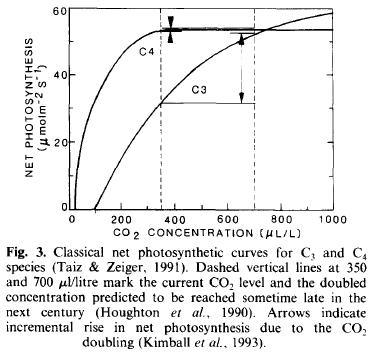 NET PHOTOSYNTHESIS
(µmolm⁻² S⁻¹)
60
40
20
0
C4
C3
0 200 400 600 800 1000
CO₂ CONCENTRATION (µL/L)
Fig. 3. Classical net photosynthetic curves for C₃ and C₄
species (Taiz & Zeiger, 1991). Dashed vertical lines at 350
and 700 µl/litre mark the current CO₂ level and the doubled
concentration predicted to be reached sometime late in the
next century (Houghton et al., 1990). Arrows indicate
incremental rise in net photosynthesis due to the CO₂
doubling (Kimball et al., 1993).